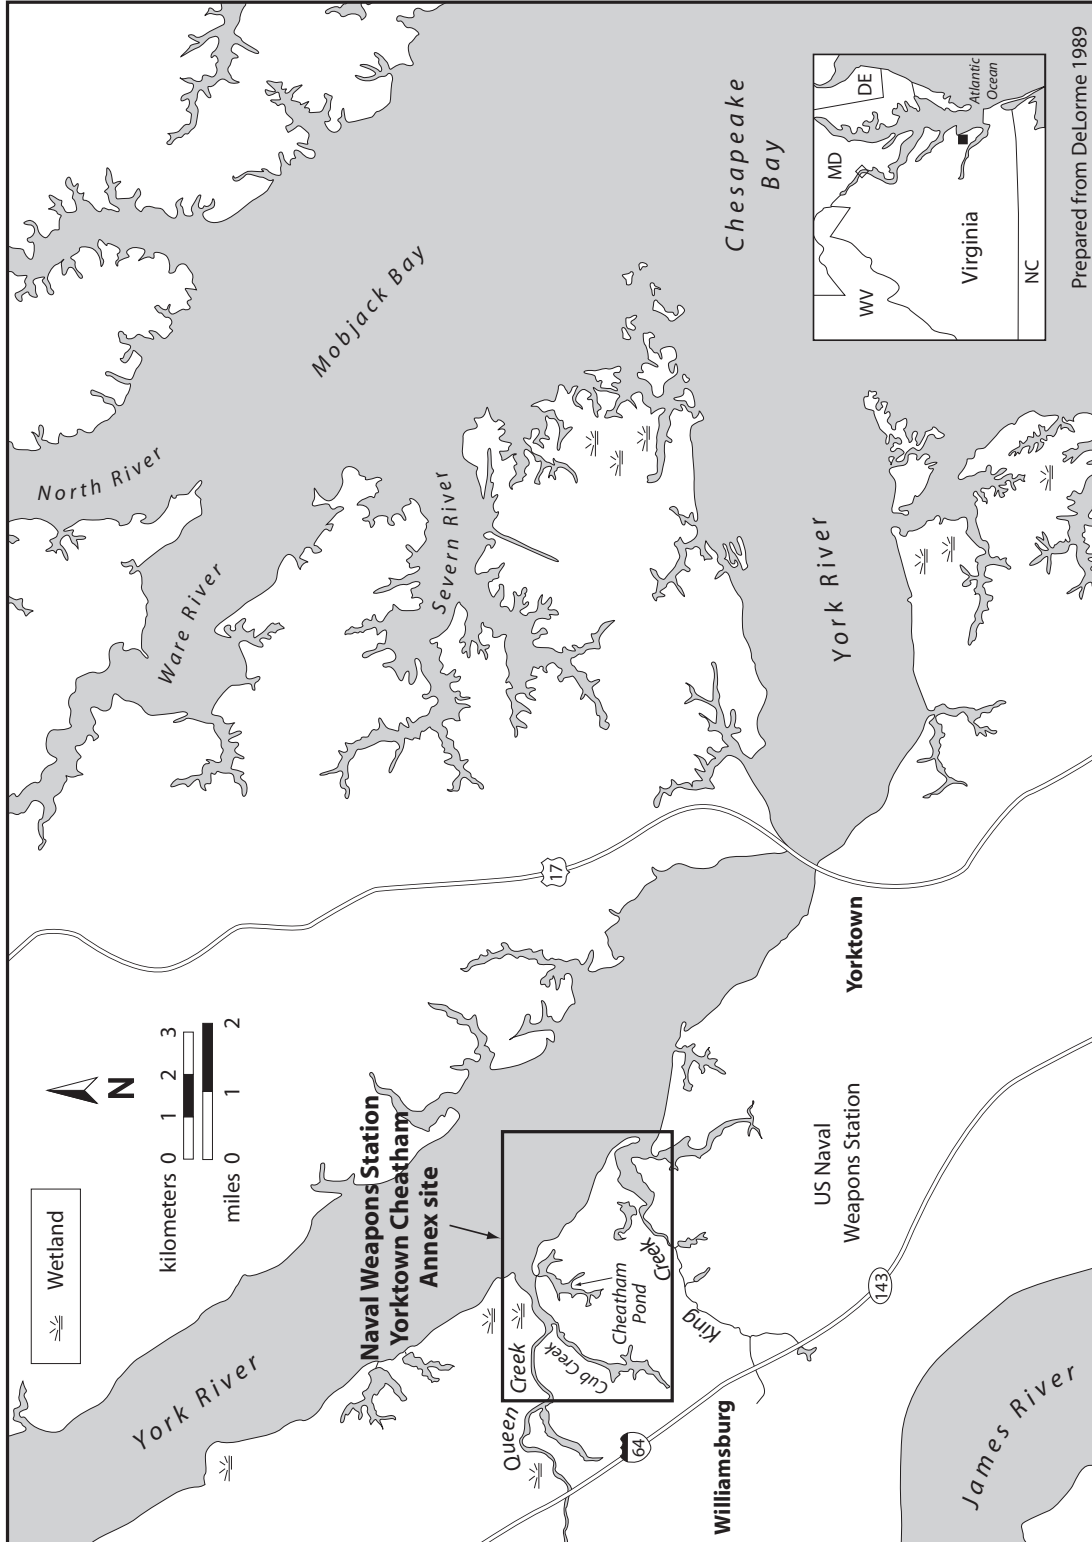 Wetland
kilometers 0 1 2 3
miles 0 1 2
N
York River
Naval Weapons Station
Yorktown Cheatham
Annex site
Queen
Creek
Cub Creek
Cheatham
Pond
King
Creek
64
Williamsburg
143
US Naval
Weapons Station
James River
Yorktown
17
Ware River
North River
Severn River
Mobjack Bay
York River
Chesapeake
Bay
WV
MD
DE
Virginia
NC
Atlantic
Ocean
Prepared from DeLorme 1989